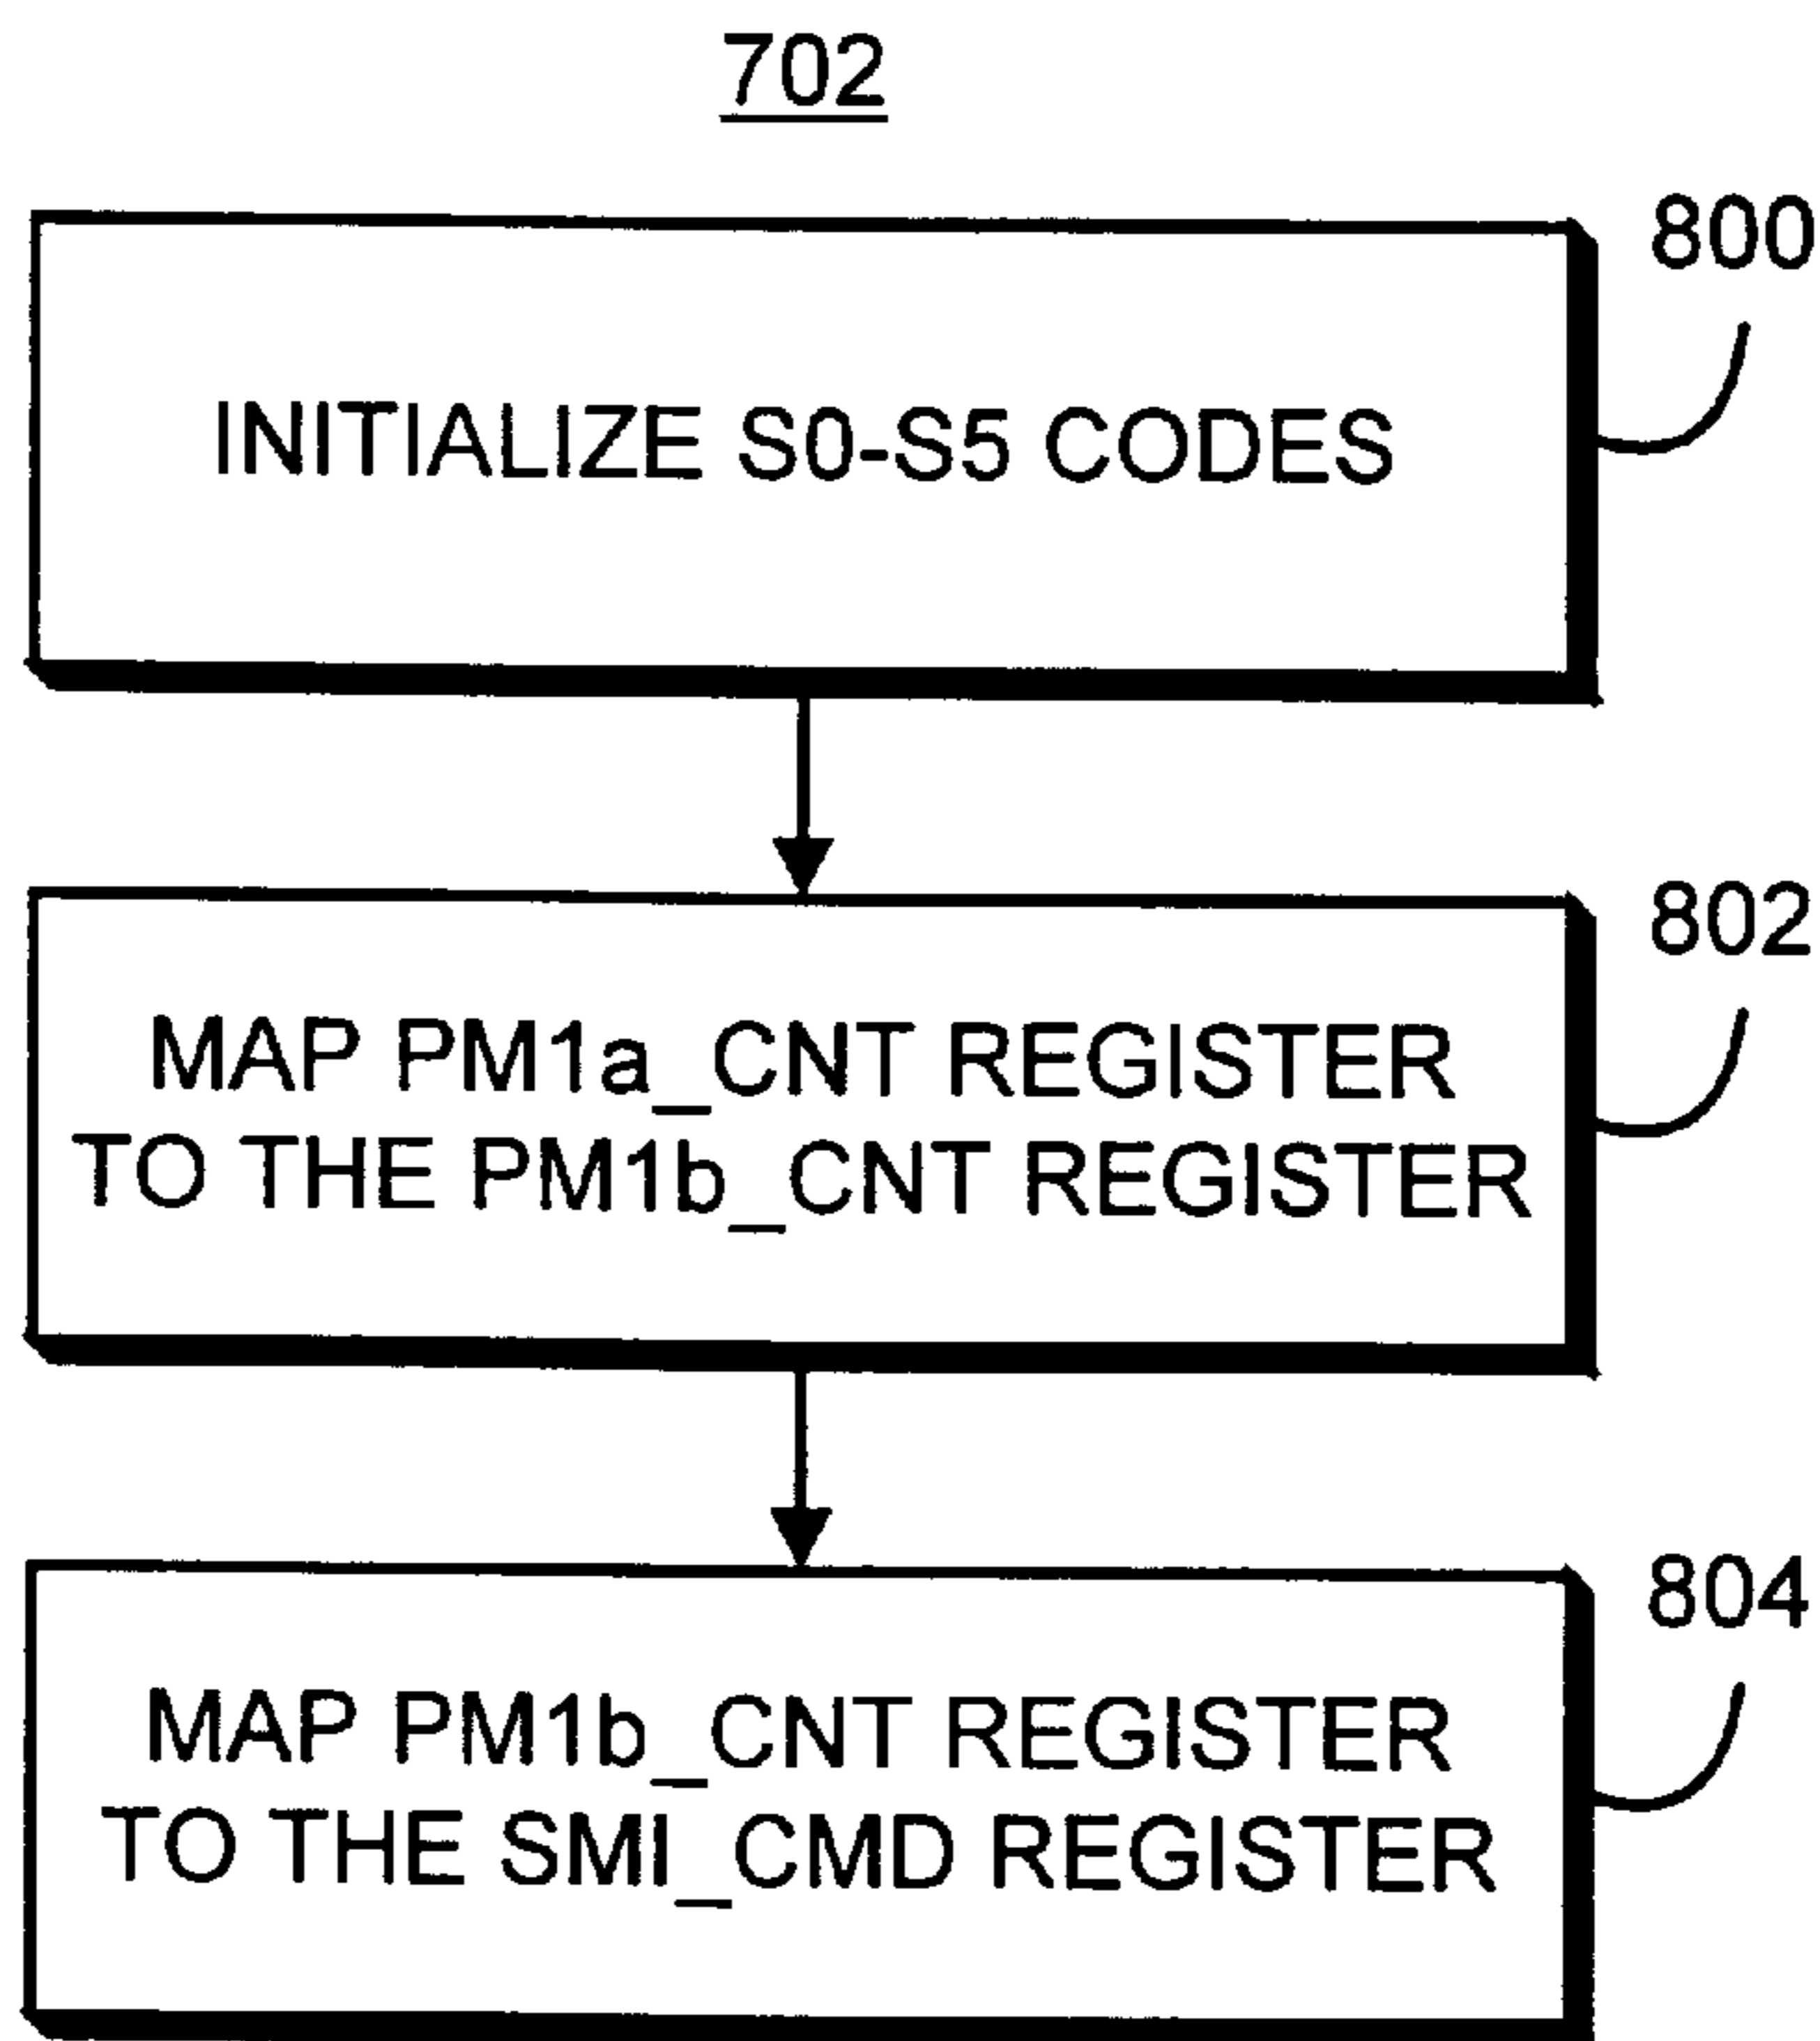 702
800
INITIALIZE S0-S5 CODES
802
MAP PM1a_CNT REGISTER
TO THE PM1b_CNT REGISTER
804
MAP PM1b_CNT REGISTER
TO THE SMI_CMD REGISTER